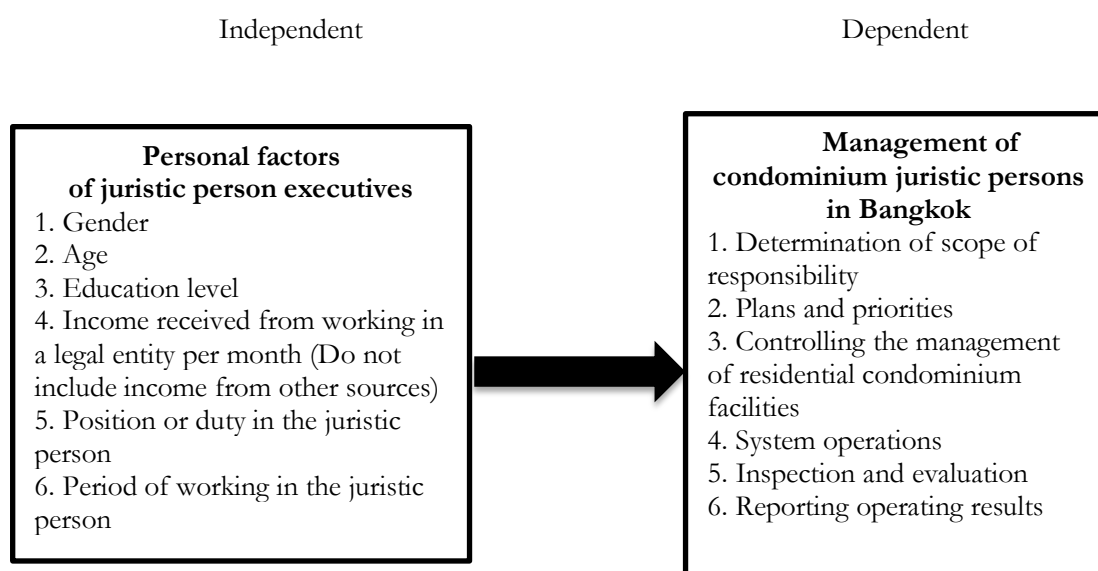 Independent
Dependent
Personal factors
of juristic person executives
1. Gender
2. Age
3. Education level
4. Income received from working in
a legal entity per month (Do not
include income from other sources)
5. Position or duty in the juristic
person
6. Period of working in the juristic
person
Management of
condominium juristic persons
in Bangkok
1. Determination of scope of
responsibility
2. Plans and priorities
3. Controlling the management
of residential condominium
facilities
4. System operations
5. Inspection and evaluation
6. Reporting operating results